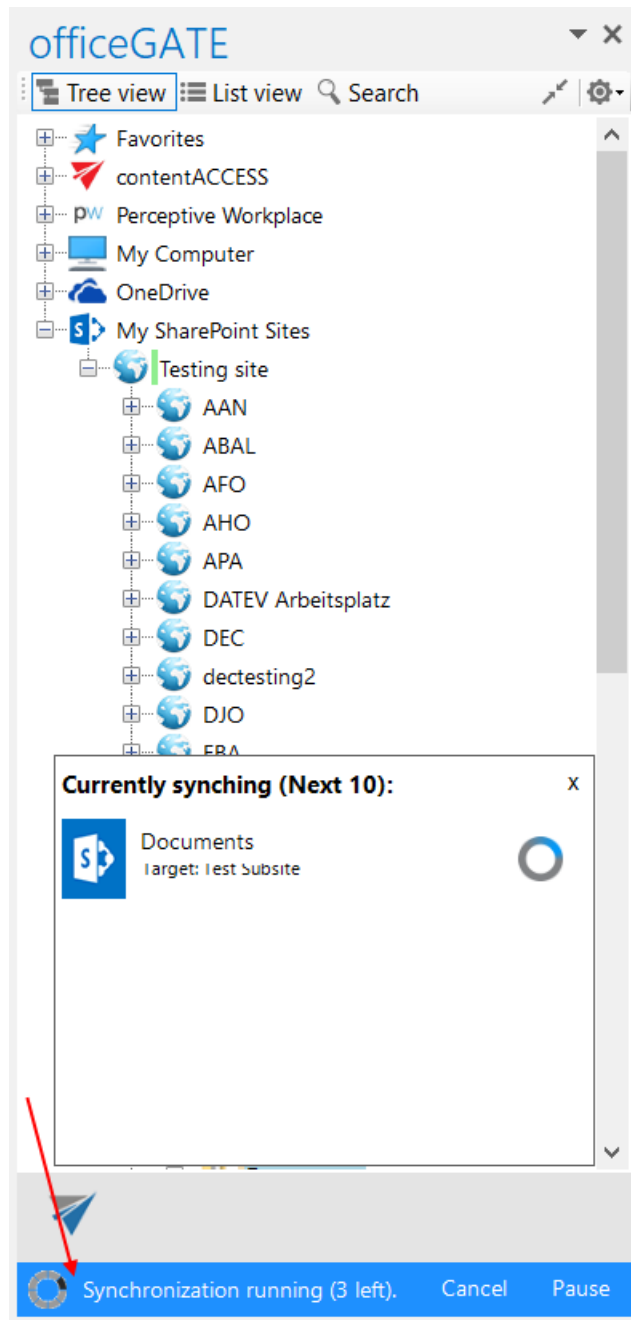 officeGATE
Tree view List view Search
Favorites
contentACCESS
pw Perceptive Workplace
My Computer
OneDrive
S My SharePoint Sites
Testing site
AAN
ABAL
AFO
AHO
APA
DATEV Arbeitsplatz
DEC
dectesting2
DJO
EBA
Currently synching (Next 10): x
S Documents
Target: Test Subsite
Synchronization running (3 left). Cancel Pause